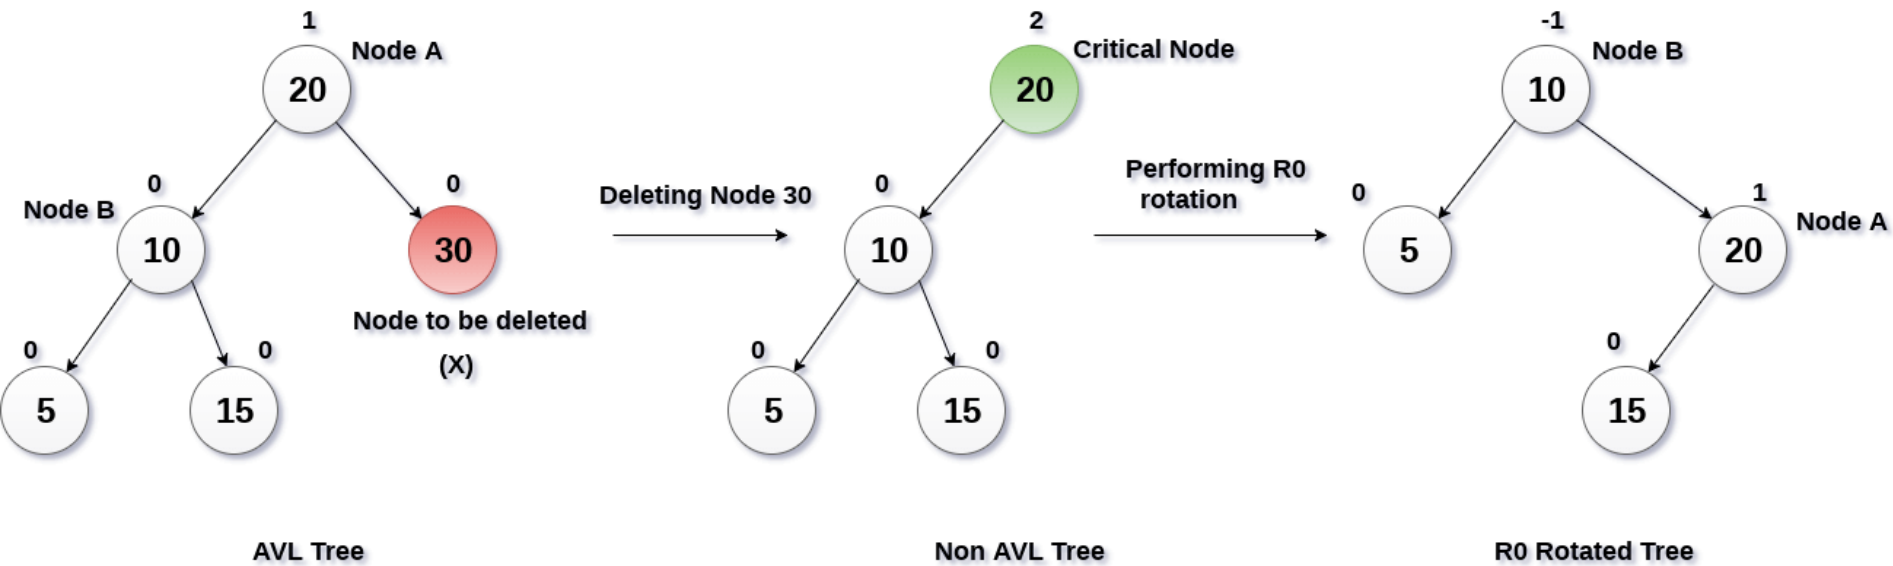 1
Node A
20
0
0
Node B
10
30
Node to be deleted
(X)
0
0
5
15
AVL Tree
Deleting Node 30
2
Critical Node
20
0
10
0
0
5
15
Non AVL Tree
Performing R0
rotation
-1
Node B
10
0
1
Node A
5
20
0
15
R0 Rotated Tree